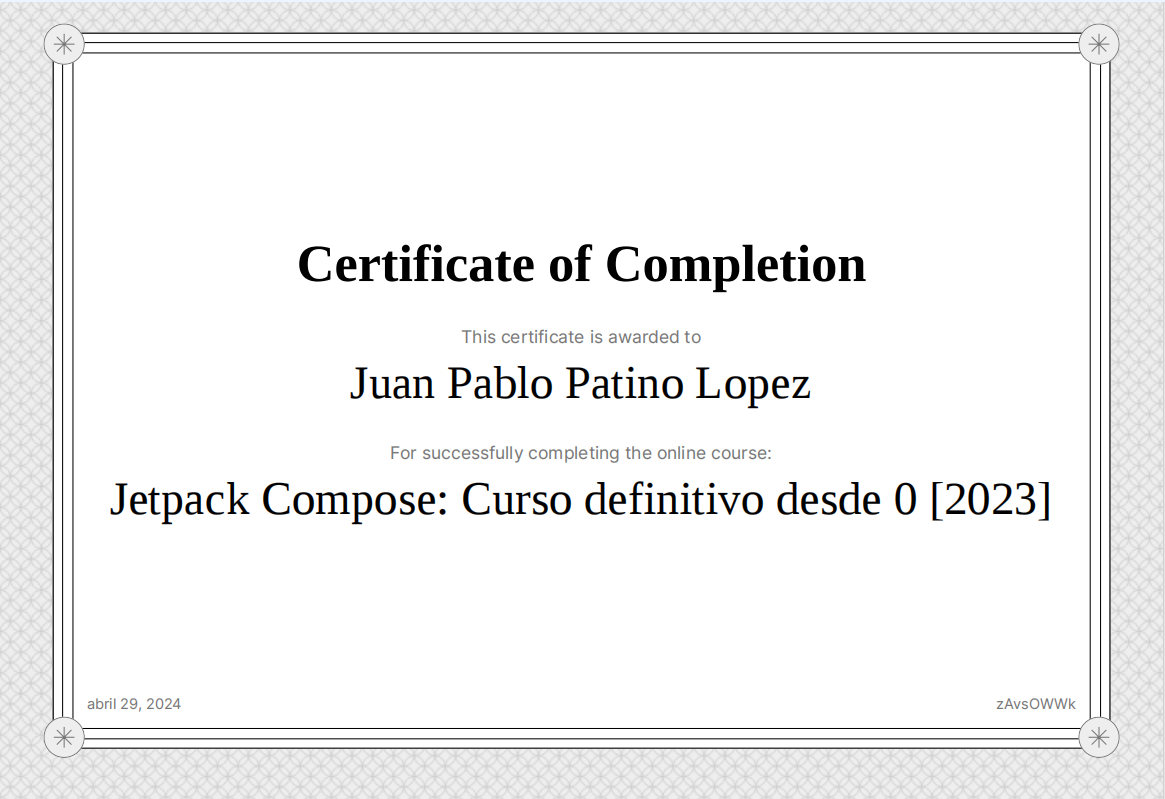 Certificate of Completion
This certificate is awarded to
Juan Pablo Patino Lopez
For successfully completing the online course:
Jetpack Compose: Curso definitivo desde 0 [2023]
abril 29, 2024
zAvsOWWk